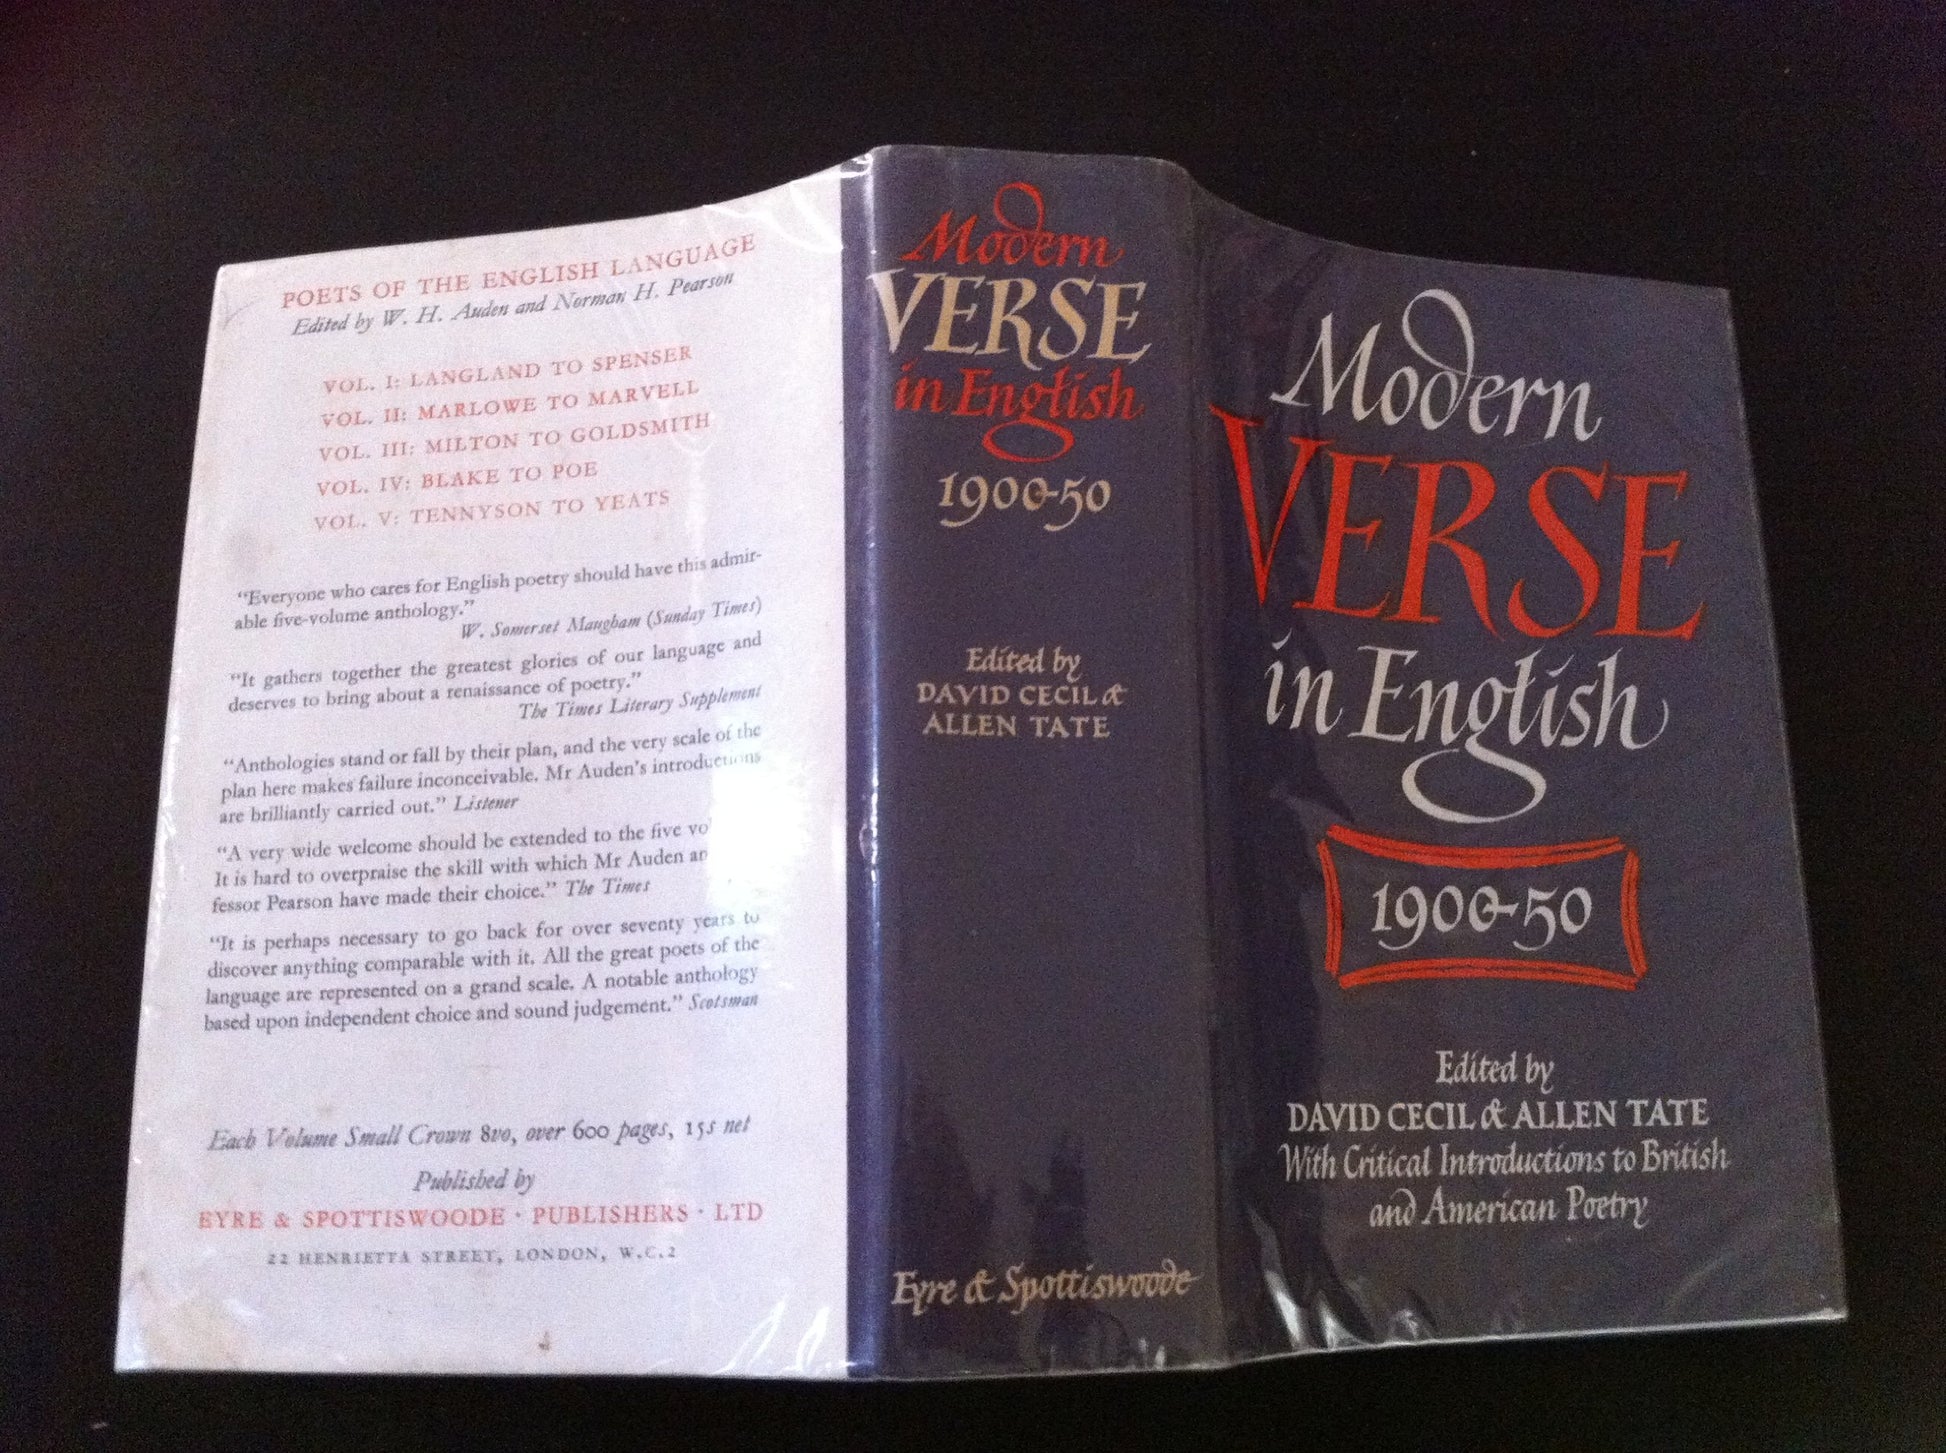 POETS OF THE ENGLISH LANGUAGE
Edited by W. H. Auden and Norman H. Pearson
VOL. I: LANGLAND TO SPENSER
VOL. II: MARLOWE TO MARVELL
VOL. III: MILTON TO GOLDSMITH
VOL. IV: BLAKE TO POE
VOL. V: TENNYSON TO YEATS
“Everyone who cares for English poetry should have this admir-
able five-volume anthology.”
W. Somerset Maugham (Sunday Times)
“It gathers together the greatest glories of our language and
deserves to bring about a renaissance of poetry.”
The Times Literary Supplement
“Anthologies stand or fall by their plan, and the very scale of the
plan here makes failure inconceivable. Mr Auden’s introductions
are brilliantly carried out.” Listener
“A very wide welcome should be extended to the five
It is hard to overpraise the skill with which Mr Auden
fessor Pearson have made their choice.” The Times
“It is perhaps necessary to go back for over seventy years to
discover anything comparable with it. All the great poets of the
language are represented on a grand scale. A notable anthology
based upon independent choice and sound judgement.” Scotsman
Each Volume Small Crown 8vo, over 600 pages, 15s net
Published by
EYRE & SPOTTISWOODE · PUBLISHERS · LTD
22 HENRIETTA STREET, LONDON, W.C.2
Modern
VERSE
in English
1900-50
Edited by
DAVID CECIL &
ALLEN TATE
Eyre & Spottiswoode
Modern
VERSE
in English
1900-50
Edited by
DAVID CECIL & ALLEN TATE
With Critical Introductions to British
and American Poetry